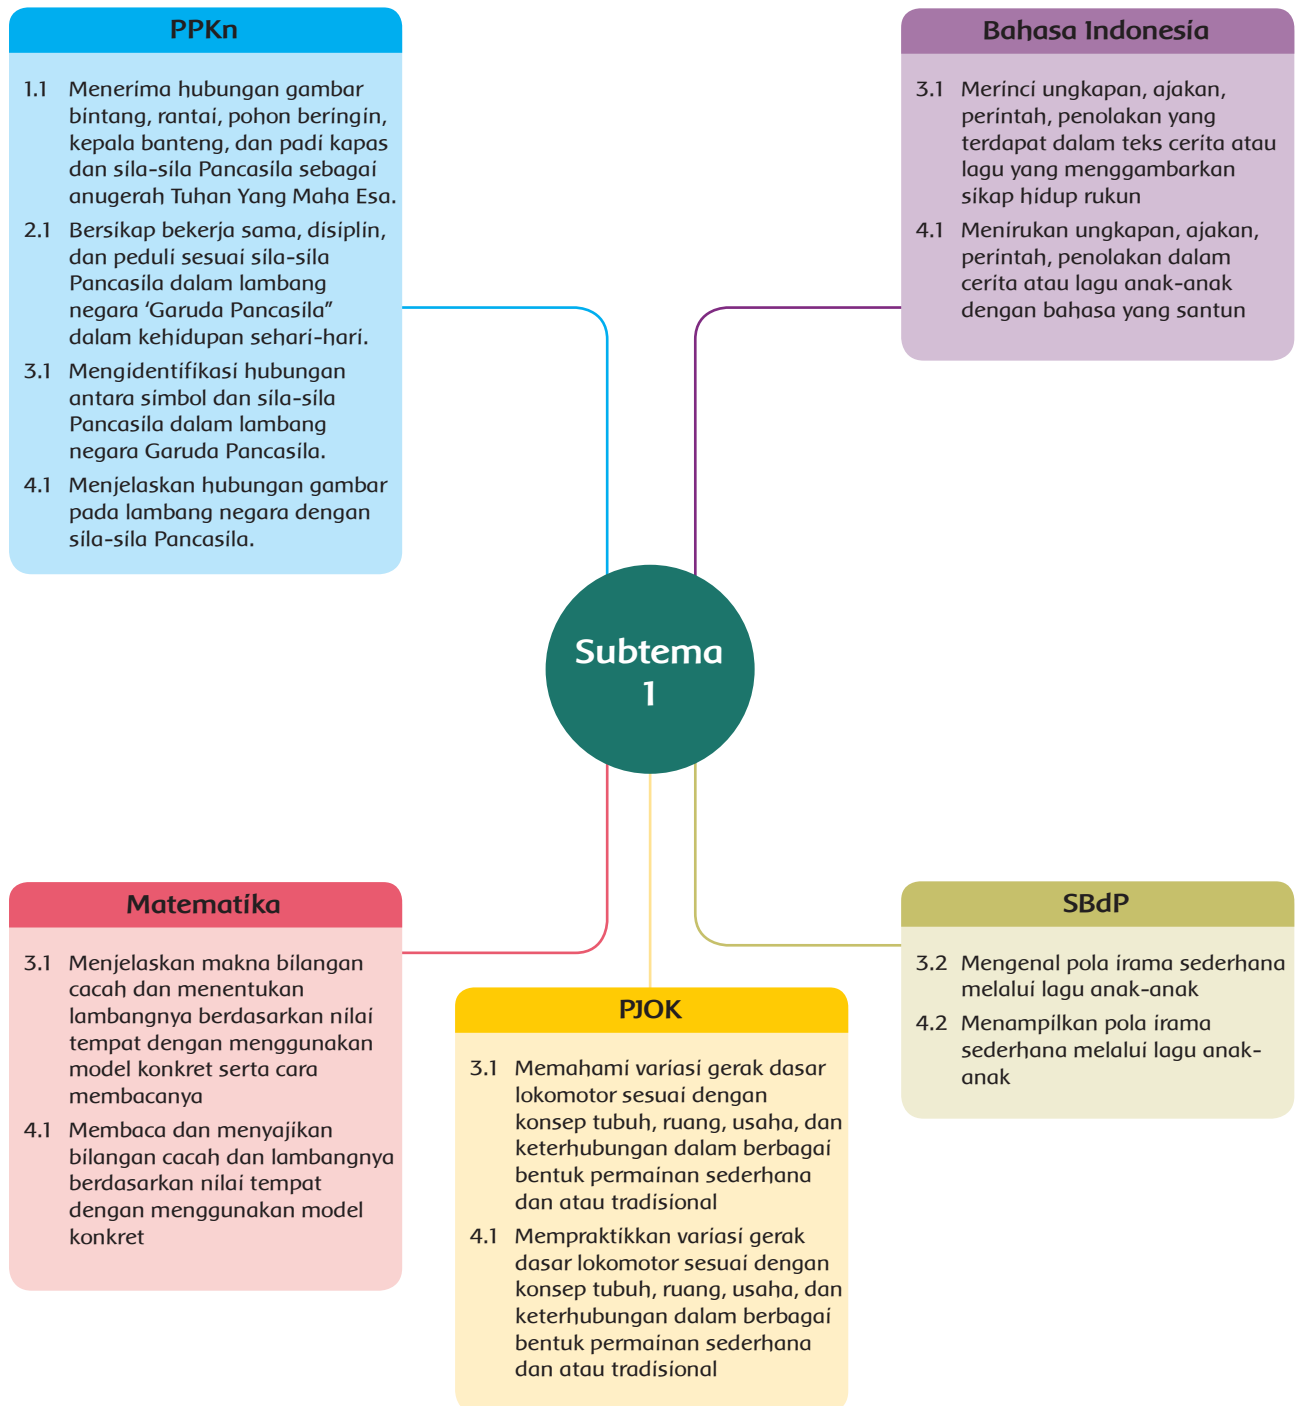 PPKn
1.1 Menerima hubungan gambar
bintang, rantai, pohon beringin,
kepala banteng, dan padi kapas
dan sila-sila Pancasila sebagai
anugerah Tuhan Yang Maha Esa.
2.1 Bersikap bekerja sama, disiplin,
dan peduli sesuai sila-sila
Pancasila dalam lambang
negara ‘Garuda Pancasila”
dalam kehidupan sehari-hari.
3.1 Mengidentifikasi hubungan
antara simbol dan sila-sila
Pancasila dalam lambang
negara Garuda Pancasila.
4.1 Menjelaskan hubungan gambar
pada lambang negara dengan
sila-sila Pancasila.
Bahasa Indonesia
3.1 Merinci ungkapan, ajakan,
perintah, penolakan yang
terdapat dalam teks cerita atau
lagu yang menggambarkan
sikap hidup rukun
4.1 Menirukan ungkapan, ajakan,
perintah, penolakan dalam
cerita atau lagu anak-anak
dengan bahasa yang santun
Subtema
1
Matematika
3.1 Menjelaskan makna bilangan
cacah dan menentukan
lambangnya berdasarkan nilai
tempat dengan menggunakan
model konkret serta cara
membacanya
4.1 Membaca dan menyajikan
bilangan cacah dan lambangnya
berdasarkan nilai tempat
dengan menggunakan model
konkret
PJOK
3.1 Memahami variasi gerak dasar
lokomotor sesuai dengan
konsep tubuh, ruang, usaha, dan
keterhubungan dalam berbagai
bentuk permainan sederhana
dan atau tradisional
4.1 Mempraktikkan variasi gerak
dasar lokomotor sesuai dengan
konsep tubuh, ruang, usaha, dan
keterhubungan dalam berbagai
bentuk permainan sederhana
dan atau tradisional
SBdP
3.2 Mengenal pola irama sederhana
melalui lagu anak-anak
4.2 Menampilkan pola irama
sederhana melalui lagu anak-
anak